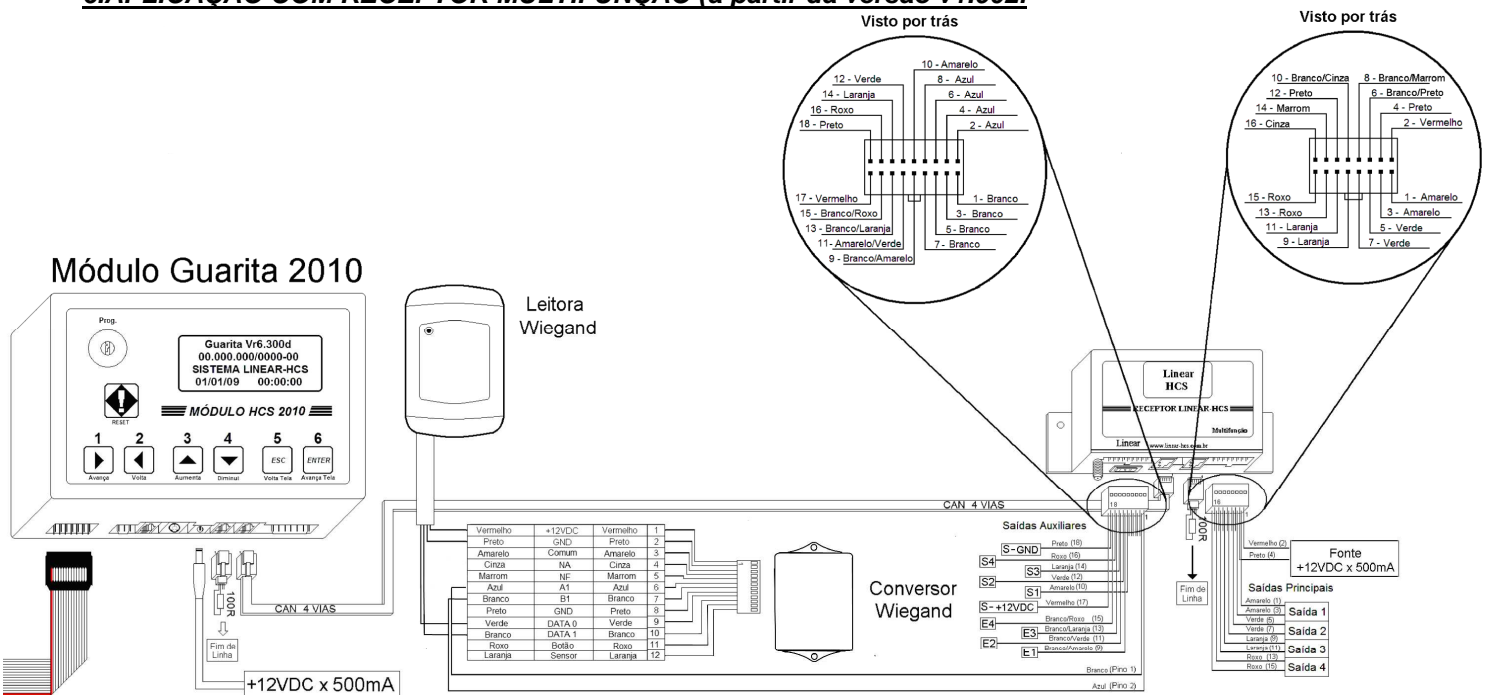 Visto por trás
10 - Amarelo
12 - Verde
8 - Azul
14 - Laranja
6 - Azul
16 - Roxo
4 - Azul
18 - Preto
2 - Azul
17 - Vermelho
1 - Branco
15 - Branco/Roxo
3 - Branco
13 - Branco/Laranja
5 - Branco
11 - Amarelo/Verde
7 - Branco
9 - Branco/Amarelo
Visto por trás
10 - Branco/Cinza
8 - Branco/Marrom
12 - Preto
6 - Branco/Preto
14 - Marrom
4 - Preto
16 - Cinza
2 - Vermelho
15 - Roxo
1 - Amarelo
13 - Roxo
3 - Amarelo
11 - Laranja
5 - Verde
9 - Laranja
7 - Verde
Módulo Guarita 2010
Prog.
Guarita Vr6.300d
00.000.000/0000-00
SISTEMA LINEAR-HCS
01/01/09 00:00:00
RESET
MÓDULO HCS 2010
1 2 3 4 5 6
ESC ENTER
Avança Volta Aumenta Diminui Volta Tela Avança Tela
100R
Fim de
Linha
+12VDC x 500mA
CAN 4 VIAS
Leitora
Wiegand
CAN 4 VIAS
Vermelho +12VDC Vermelho 1
Preto GND Preto 2
Amarelo Comum Amarelo 3
Cinza NA Cinza 4
Marrom NF Marrom 5
Azul A1 Azul 6
Branco B1 Branco 7
Preto GND Preto 8
Verde DATA 0 Verde 9
Branco DATA 1 Branco 10
Roxo Botão Roxo 11
Laranja Sensor Laranja 12
Conversor
Wiegand
Linear
HCS
RECEPTOR LINEAR-HCS
Multifunção
Linear www.linear-hcs.com.br
18
1
16
Saídas Auxiliares
S-GND Preto (18)
S4 Roxo (16)
S3 Laranja (14)
S2 Verde (12)
S1 Amarelo (10)
S-+12VDC Vermelho (17)
E4 Branco/Roxo (15)
E3 Branco/Laranja (13)
E2 Branco/Verde (11)
E1 Branco/Amarelo (9)
Branco (Pino 1)
Azul (Pino 2)
100R
Fim de
Linha
Vermelho (2)
Preto (4)
Fonte
+12VDC x 500mA
Saídas Principais
Amarelo (1)
Amarelo (3)
Saída 1
Verde (5)
Verde (7)
Saída 2
Laranja (9)
Laranja (11)
Saída 3
Roxo (13)
Roxo (15)
Saída 4